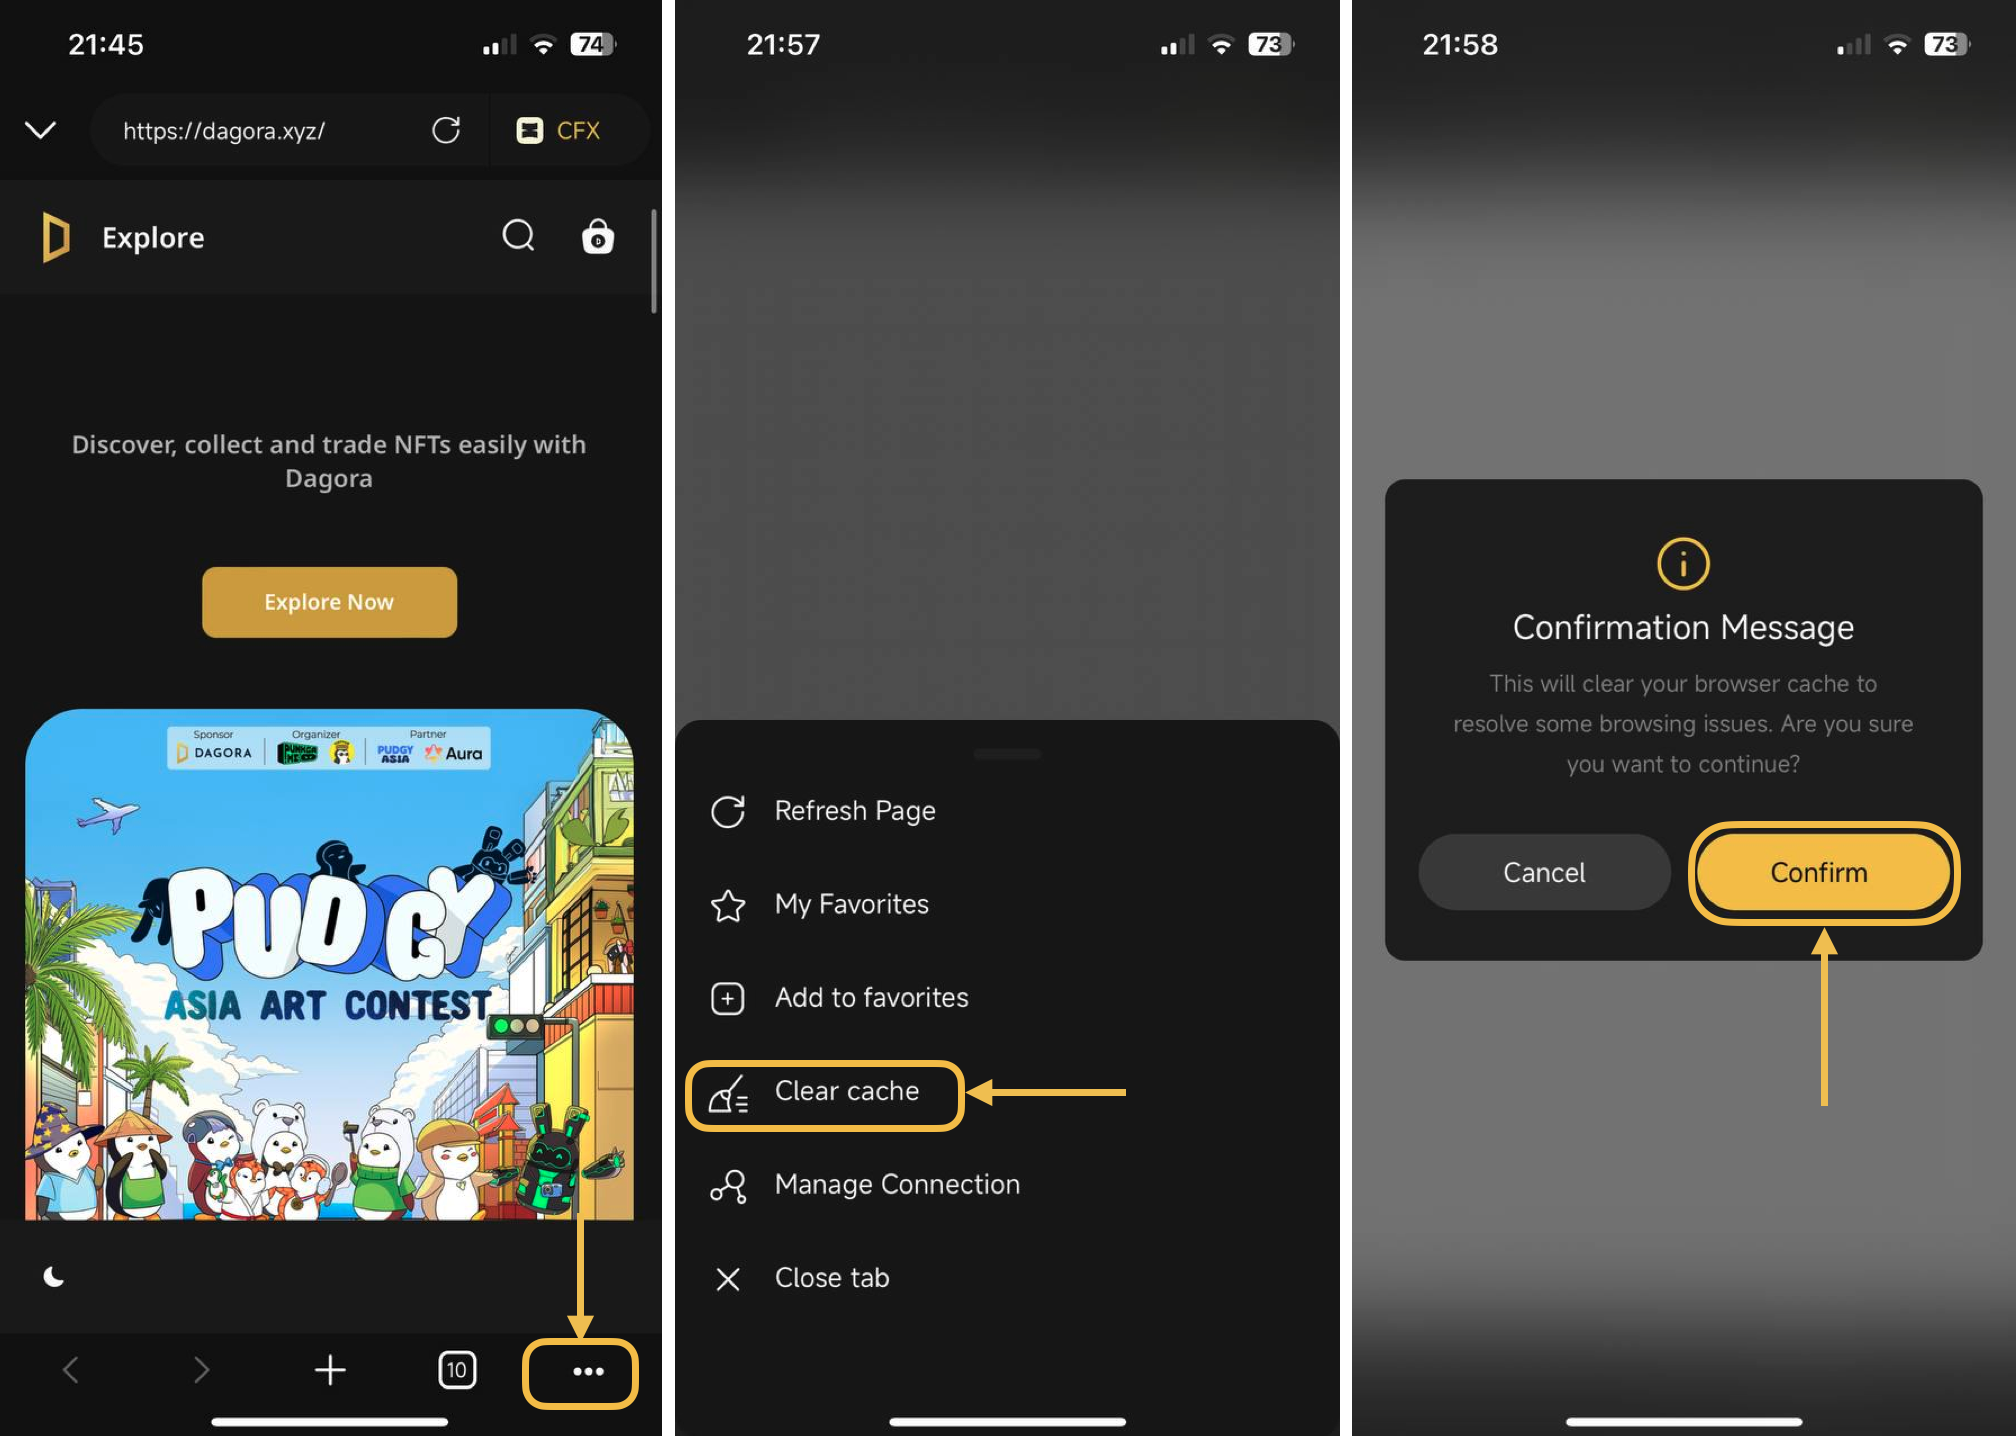 21:45
74
https://dagora.xyz/
CFX
Explore
Discover, collect and trade NFTs easily with
Dagora
Explore Now
Sponsor
Organizer
Partner
DAGORA
PUDGY
ASIA
Aura
PUDGY
ASIA ART CONTEST
10
21:57
73
Refresh Page
My Favorites
Add to favorites
Clear cache
Manage Connection
Close tab
21:58
73
Confirmation Message
This will clear your browser cache to
resolve some browsing issues. Are you sure
you want to continue?
Cancel
Confirm